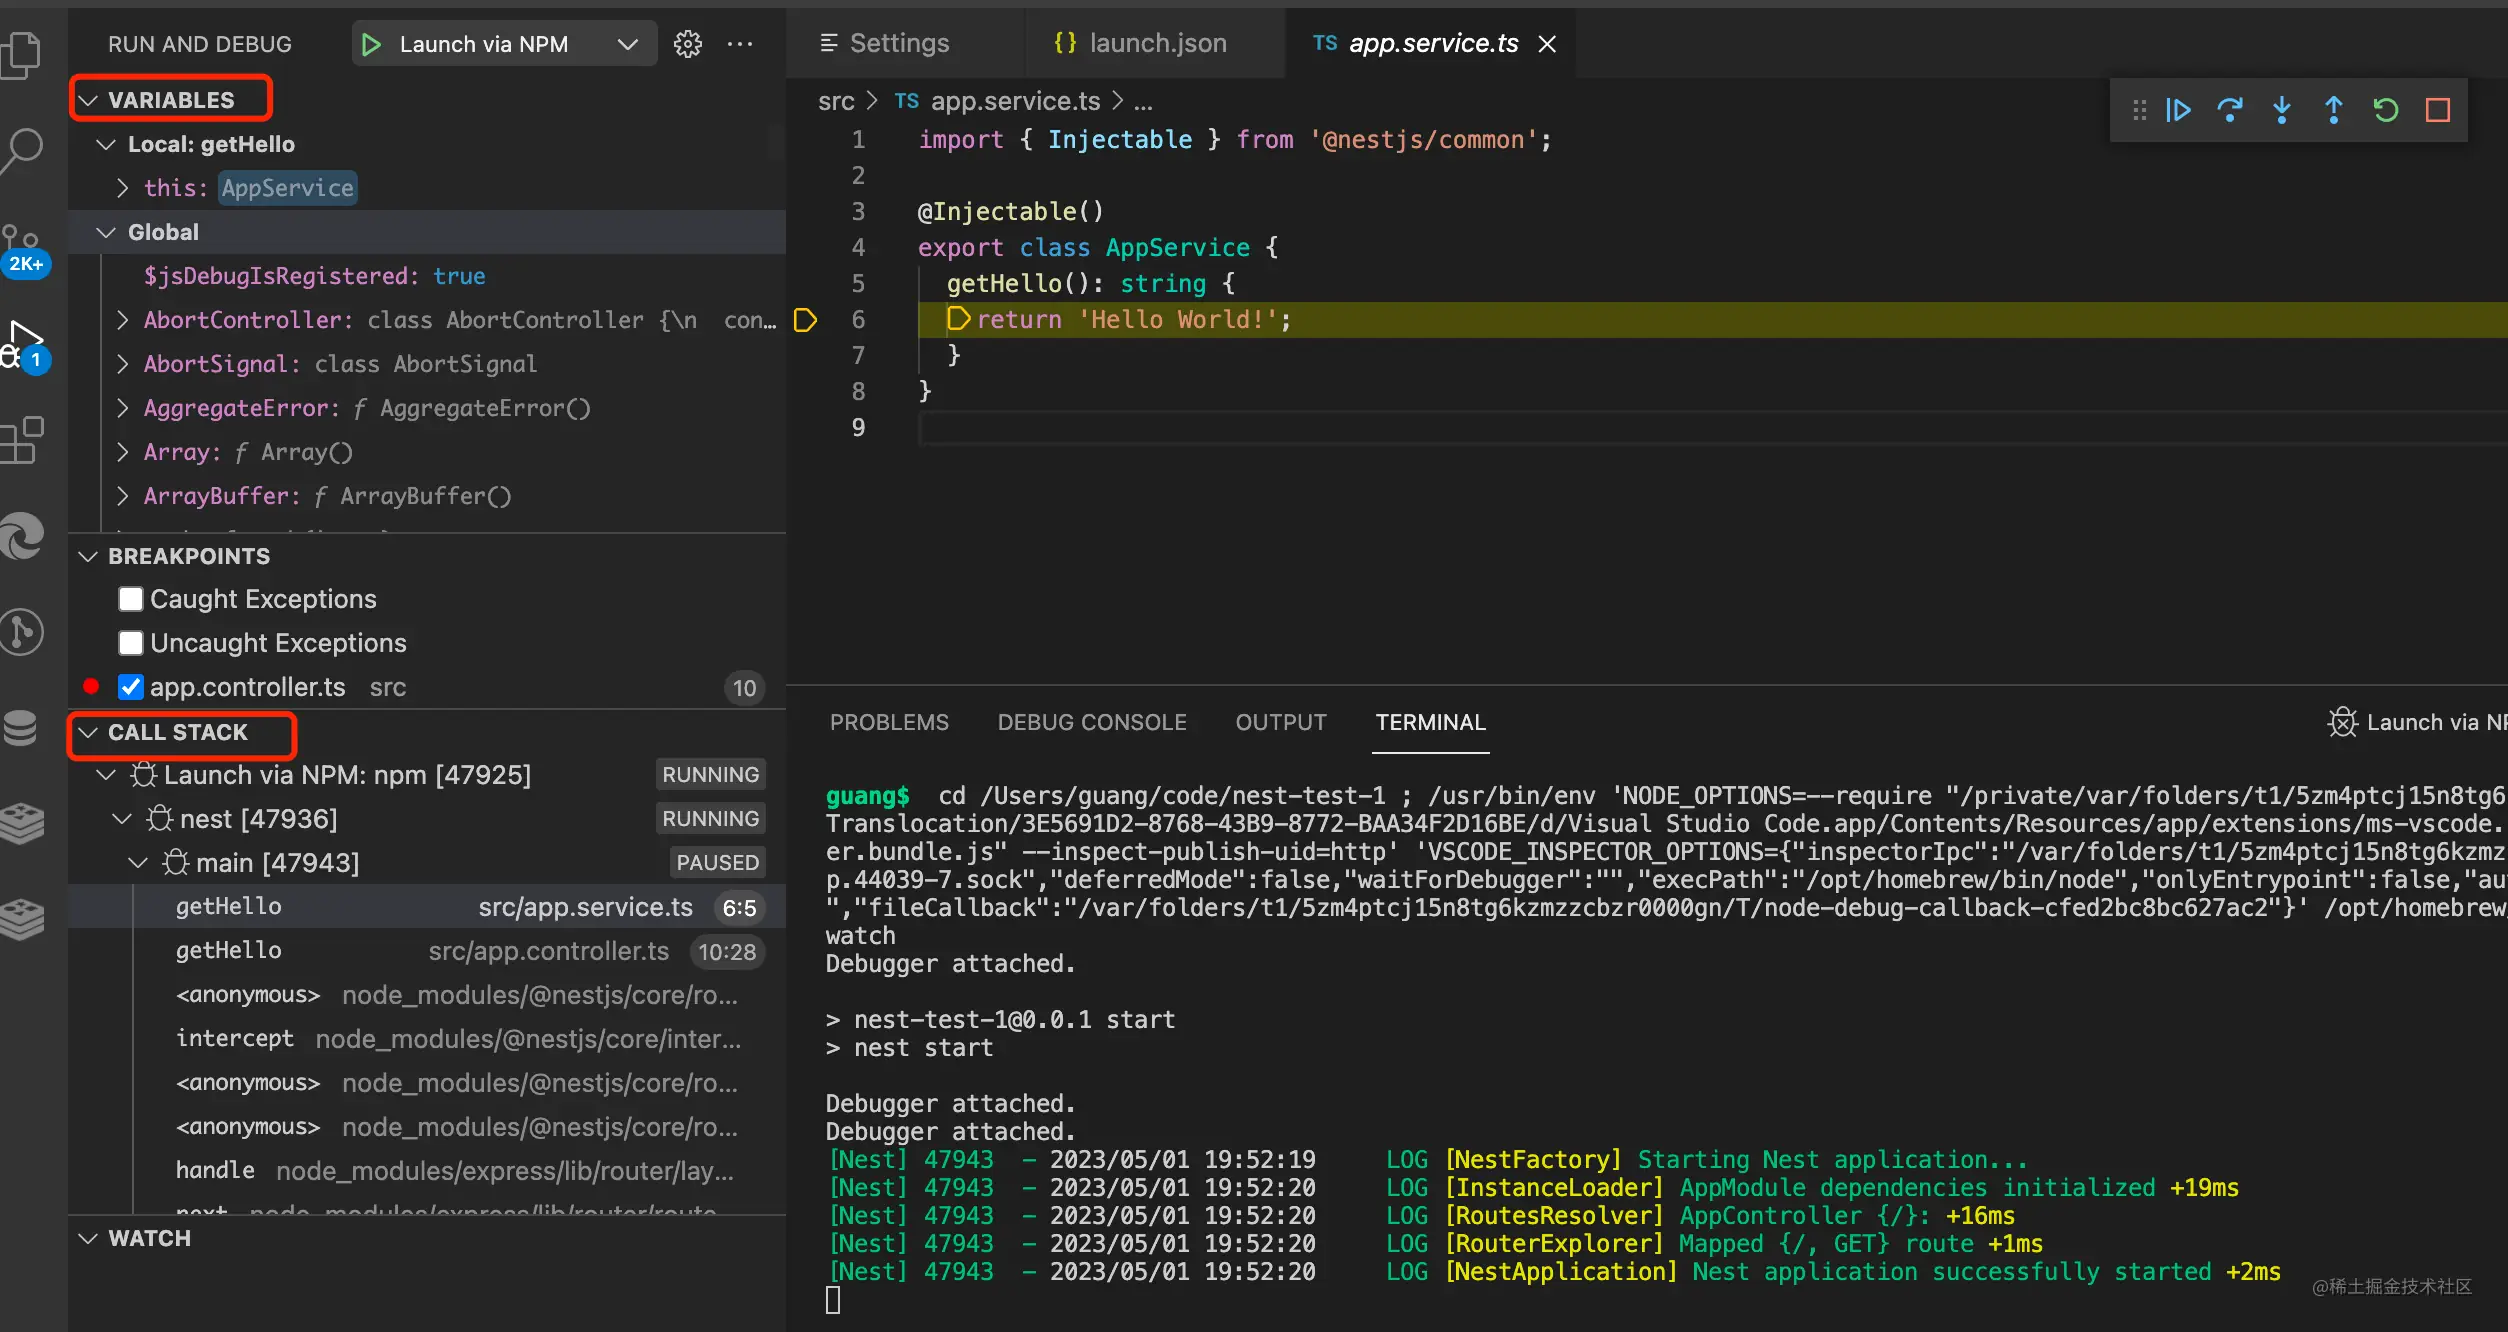 RUN AND DEBUG
Launch via NPM
VARIABLES
Local: getHello
this: AppService
Global
$jsDebugIsRegistered: true
AbortController: class AbortController {\n con…
AbortSignal: class AbortSignal
AggregateError: ƒ AggregateError()
Array: ƒ Array()
ArrayBuffer: ƒ ArrayBuffer()
BREAKPOINTS
Caught Exceptions
Uncaught Exceptions
app.controller.ts src 10
CALL STACK
Launch via NPM: npm [47925] RUNNING
nest [47936] RUNNING
main [47943] PAUSED
getHello src/app.service.ts 6:5
getHello src/app.controller.ts 10:28
<anonymous> node_modules/@nestjs/core/ro...
intercept node_modules/@nestjs/core/inter...
<anonymous> node_modules/@nestjs/core/ro...
<anonymous> node_modules/@nestjs/core/ro...
handle node_modules/express/lib/router/lay...
next node_modules/express/lib/router/route...
WATCH
2K+
1
Settings
{} launch.json
TS app.service.ts
src > TS app.service.ts > ...
1 import { Injectable } from '@nestjs/common';
2
3 @Injectable()
4 export class AppService {
5 getHello(): string {
6 return 'Hello World!';
7 }
8 }
9
PROBLEMS DEBUG CONSOLE OUTPUT TERMINAL
Launch via NP
guang$ cd /Users/guang/code/nest-test-1 ; /usr/bin/env 'NODE_OPTIONS=--require "/private/var/folders/t1/5zm4ptcj15n8tg6
Translocation/3E5691D2-8768-43B9-8772-BAA34F2D16BE/d/Visual Studio Code.app/Contents/Resources/app/extensions/ms-vscode.
er.bundle.js" --inspect-publish-uid=http' 'VSCODE_INSPECTOR_OPTIONS={"inspectorIpc":"/var/folders/t1/5zm4ptcj15n8tg6kzmz
p.44039-7.sock","deferredMode":false,"waitForDebugger":"","execPath":"/opt/homebrew/bin/node","onlyEntrypoint":false,"au
","fileCallback":"/var/folders/t1/5zm4ptcj15n8tg6kzmzzcbzr0000gn/T/node-debug-callback-cfed2bc8bc627ac2"}' /opt/homebrew
watch
Debugger attached.
> nest-test-1@0.0.1 start
> nest start
Debugger attached.
Debugger attached.
[Nest] 47943 - 2023/05/01 19:52:19 LOG [NestFactory] Starting Nest application...
[Nest] 47943 - 2023/05/01 19:52:20 LOG [InstanceLoader] AppModule dependencies initialized +19ms
[Nest] 47943 - 2023/05/01 19:52:20 LOG [RoutesResolver] AppController {/}: +16ms
[Nest] 47943 - 2023/05/01 19:52:20 LOG [RouterExplorer] Mapped {/, GET} route +1ms
[Nest] 47943 - 2023/05/01 19:52:20 LOG [NestApplication] Nest application successfully started +2ms
@稀土掘金技术社区